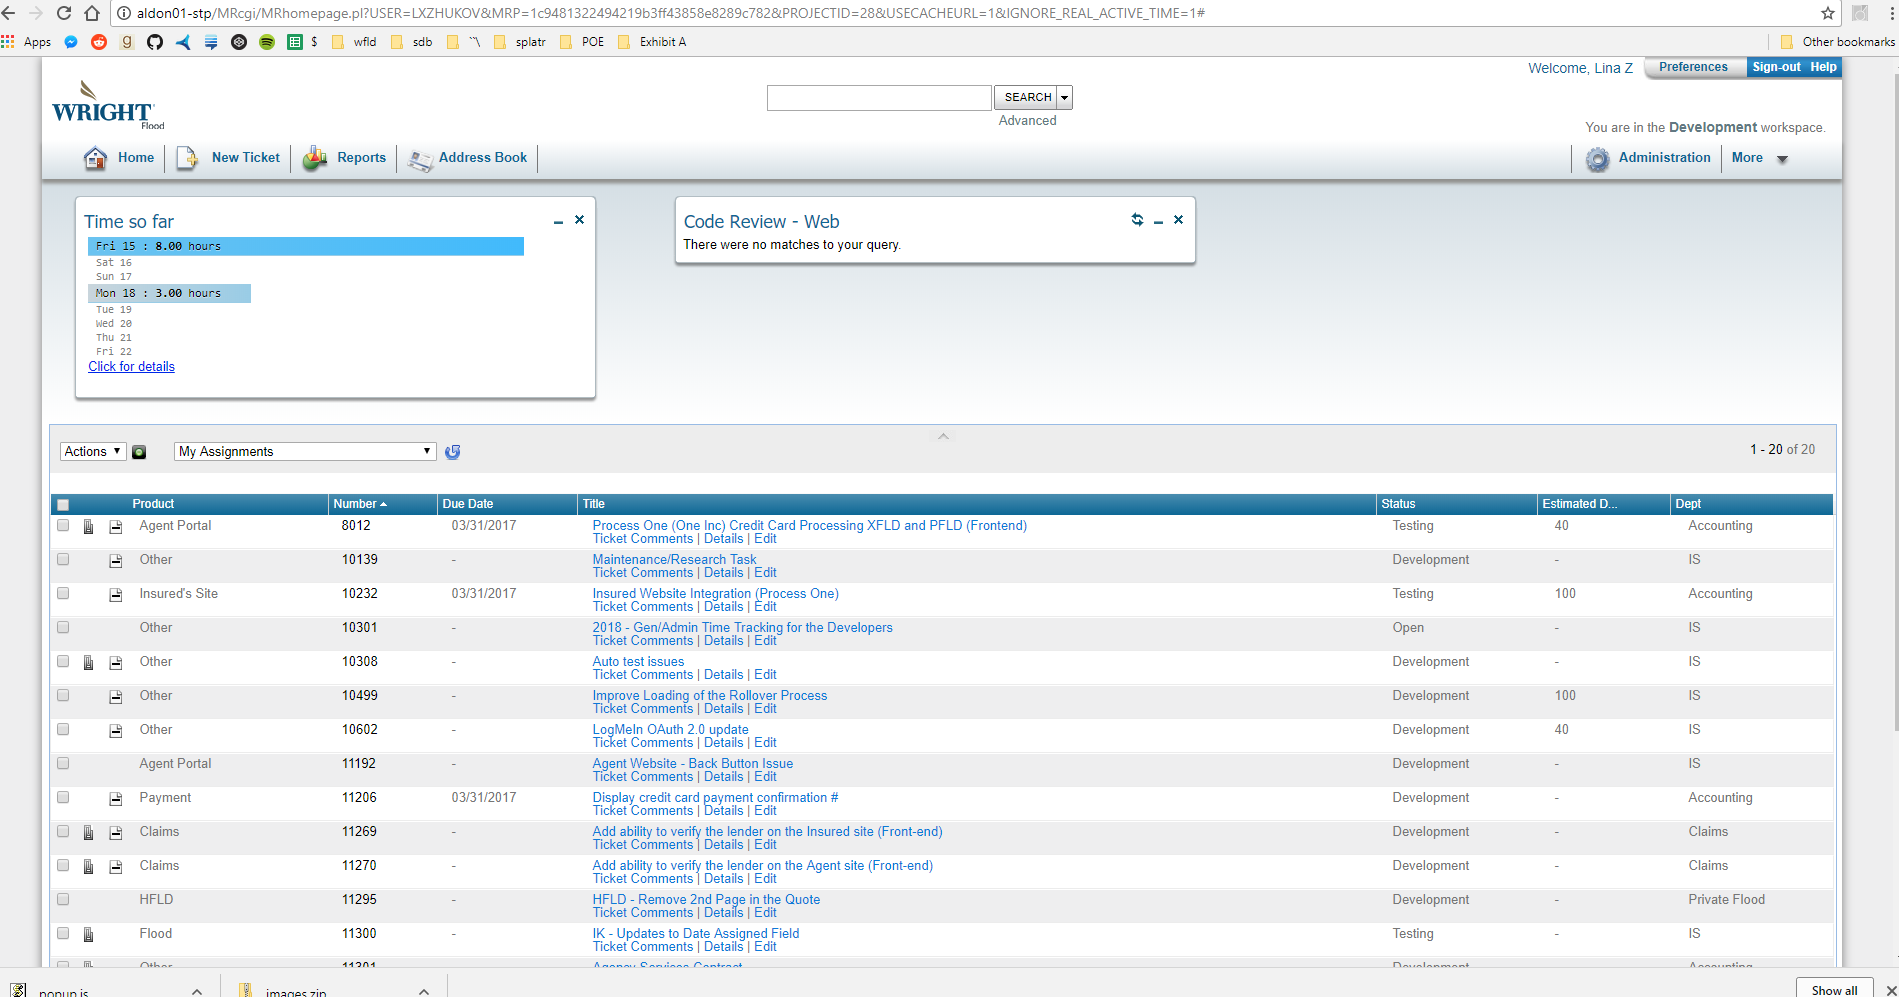 aldon01-stp/MRcgi/MRhomepage.pl?USER=LXZHUKOV&MRP=1c9481322494219b3ff43858e8289c782&PROJECTID=28&USECACHEURL=1&IGNORE_REAL_ACTIVE_TIME=1#
Apps $ wfld sdb `'\ splatr POE Exhibit A Other bookmarks
Welcome, Lina Z Preferences Sign-out Help
WRIGHT
Flood
SEARCH
Advanced
You are in the Development workspace.
Home New Ticket Reports Address Book Administration More
Time so far
Fri 15 : 8.00 hours
Sat 16
Sun 17
Mon 18 : 3.00 hours
Tue 19
Wed 20
Thu 21
Fri 22
Click for details
Code Review - Web
There were no matches to your query.
Actions My Assignments 1 - 20 of 20
Product Number Due Date Title Status Estimated D... Dept
Agent Portal 8012 03/31/2017 Process One (One Inc) Credit Card Processing XFLD and PFLD (Frontend) Testing 40 Accounting
Ticket Comments | Details | Edit
Other 10139 - Maintenance/Research Task Development - IS
Ticket Comments | Details | Edit
Insured's Site 10232 03/31/2017 Insured Website Integration (Process One) Testing 100 Accounting
Ticket Comments | Details | Edit
Other 10301 - 2018 - Gen/Admin Time Tracking for the Developers Open - IS
Ticket Comments | Details | Edit
Other 10308 - Auto test issues Development - IS
Ticket Comments | Details | Edit
Other 10499 - Improve Loading of the Rollover Process Development 100 IS
Ticket Comments | Details | Edit
Other 10602 - LogMeIn OAuth 2.0 update Development 40 IS
Ticket Comments | Details | Edit
Agent Portal 11192 - Agent Website - Back Button Issue Development - IS
Ticket Comments | Details | Edit
Payment 11206 03/31/2017 Display credit card payment confirmation # Development - Accounting
Ticket Comments | Details | Edit
Claims 11269 - Add ability to verify the lender on the Insured site (Front-end) Development - Claims
Ticket Comments | Details | Edit
Claims 11270 - Add ability to verify the lender on the Agent site (Front-end) Development - Claims
Ticket Comments | Details | Edit
HFLD 11295 - HFLD - Remove 2nd Page in the Quote Development - Private Flood
Ticket Comments | Details | Edit
Flood 11300 - IK - Updates to Date Assigned Field Testing - IS
Ticket Comments | Details | Edit
Other 11301 Agency Services Contract Development Accounting
popup.js images.zip Show all